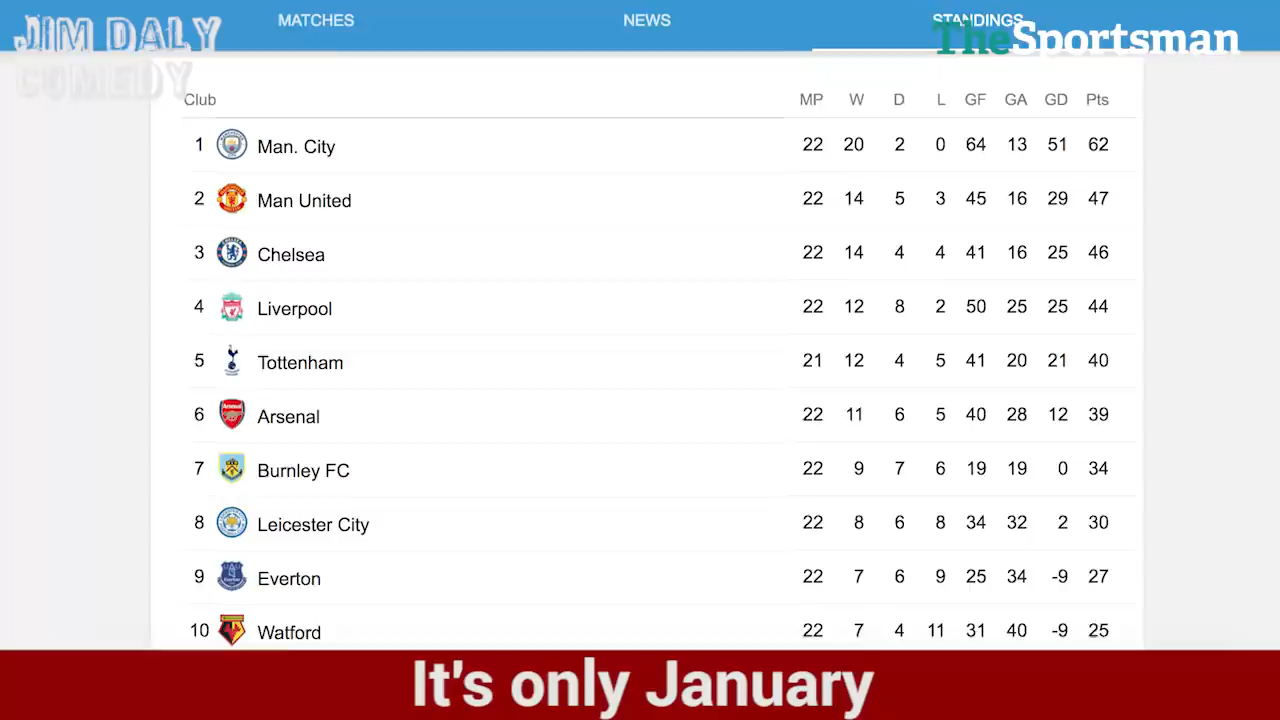 JIM DALY
COMEDY
MATCHES NEWS STANDINGS
TheSportsman
Club MP W D L GF GA GD Pts
1 Man. City 22 20 2 0 64 13 51 62
2 Man United 22 14 5 3 45 16 29 47
3 Chelsea 22 14 4 4 41 16 25 46
4 Liverpool 22 12 8 2 50 25 25 44
5 Tottenham 21 12 4 5 41 20 21 40
6 Arsenal 22 11 6 5 40 28 12 39
7 Burnley FC 22 9 7 6 19 19 0 34
8 Leicester City 22 8 6 8 34 32 2 30
9 Everton 22 7 6 9 25 34 -9 27
10 Watford 22 7 4 11 31 40 -9 25
It's only January